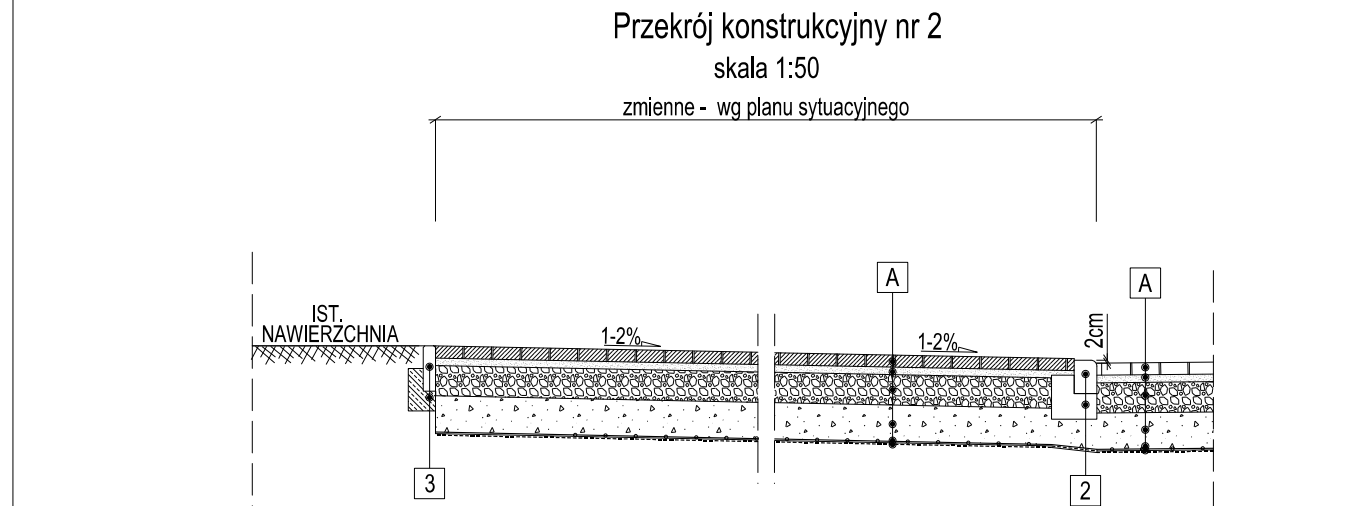 Przekrój konstrukcyjny nr 2
skala 1:50
zmienne - wg planu sytuacyjnego
A
A
IST.
NAWIERZCHNIA
1-2%
1-2%
2cm
3
2